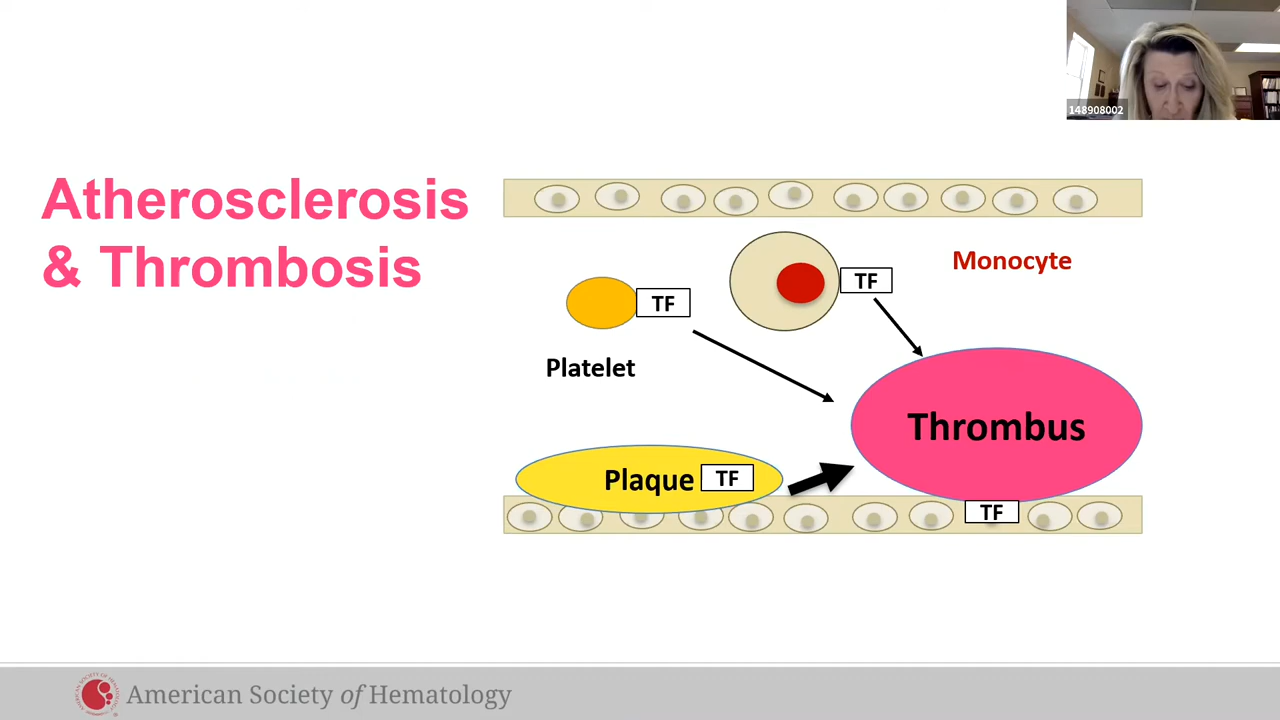 148908002
Atherosclerosis
& Thrombosis
Monocyte
TF
TF
Platelet
Thrombus
Plaque TF
TF
American Society of Hematology